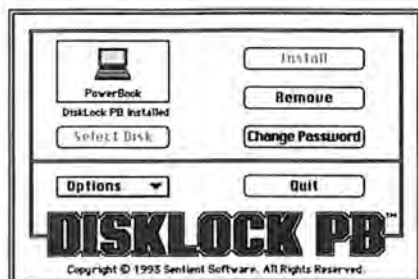 Install
PowerBook
Remove
DiskLock PB Installed
Select Disk
Change Password
Options
Quit
DISKLOCK PB™
Copyright © 1993 Sentient Software. All Rights Reserved.